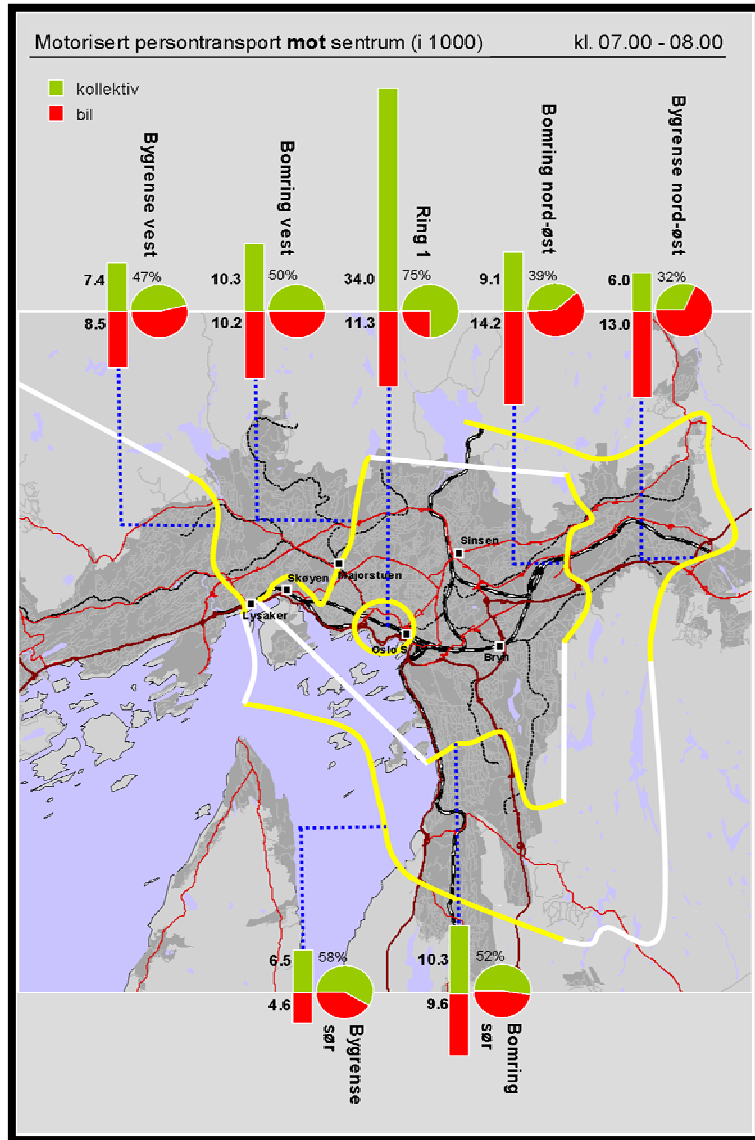 Motorisert persontransport mot sentrum (i 1000) kl. 07.00 - 08.00
kollektiv
bil
Bygrense vest
7.4 47%
8.5
Bomring vest
10.3 50%
10.2
Ring 1
34.0 75%
11.3
Bomring nord-øst
9.1 39%
14.2
Bygrense nord-øst
6.0 32%
13.0
Sinsen
Majorstuen
Skøyen
Lysaker
Oslo S
Bryn
6.5 58%
4.6
Bygrense
sør
10.3 52%
9.6
Bomring
sør